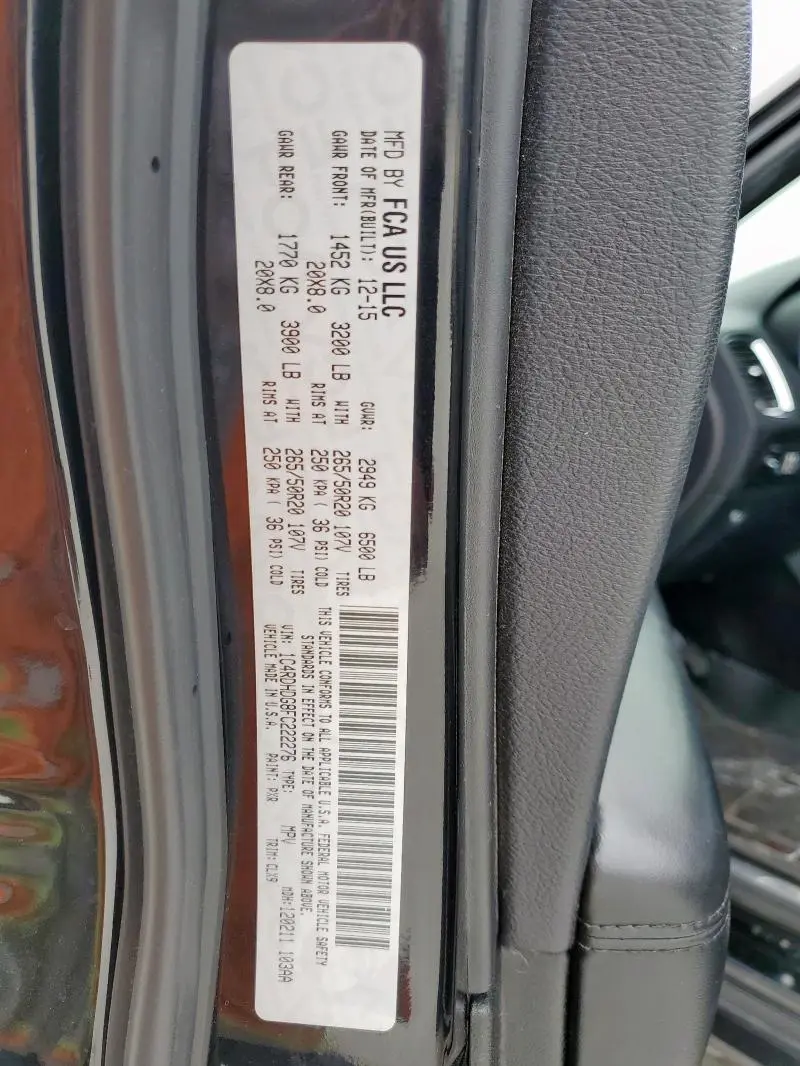 MFD BY FCA US LLC
DATE OF MFR(BUILT): 12-15 GVWR: 2949 KG 6500 LB
GAWR FRONT: 1452 KG 3200 LB WITH 265/50R20 107V TIRES
20X8.0 RIMS AT 250 KPA ( 36 PSI) COLD
GAWR REAR: 1770 KG 3900 LB WITH 265/50R20 107V TIRES
20X8.0 RIMS AT 250 KPA ( 36 PSI) COLD
THIS VEHICLE CONFORMS TO ALL APPLICABLE U.S.A. FEDERAL MOTOR VEHICLE SAFETY
STANDARDS IN EFFECT ON THE DATE OF MANUFACTURE SHOWN ABOVE.
VIN: 1C4RDHDG8FC222276 TYPE: MPV MDH:120211 103AA
VEHICLE MADE IN U.S.A. PAINT: PXR TRIM:CLX9